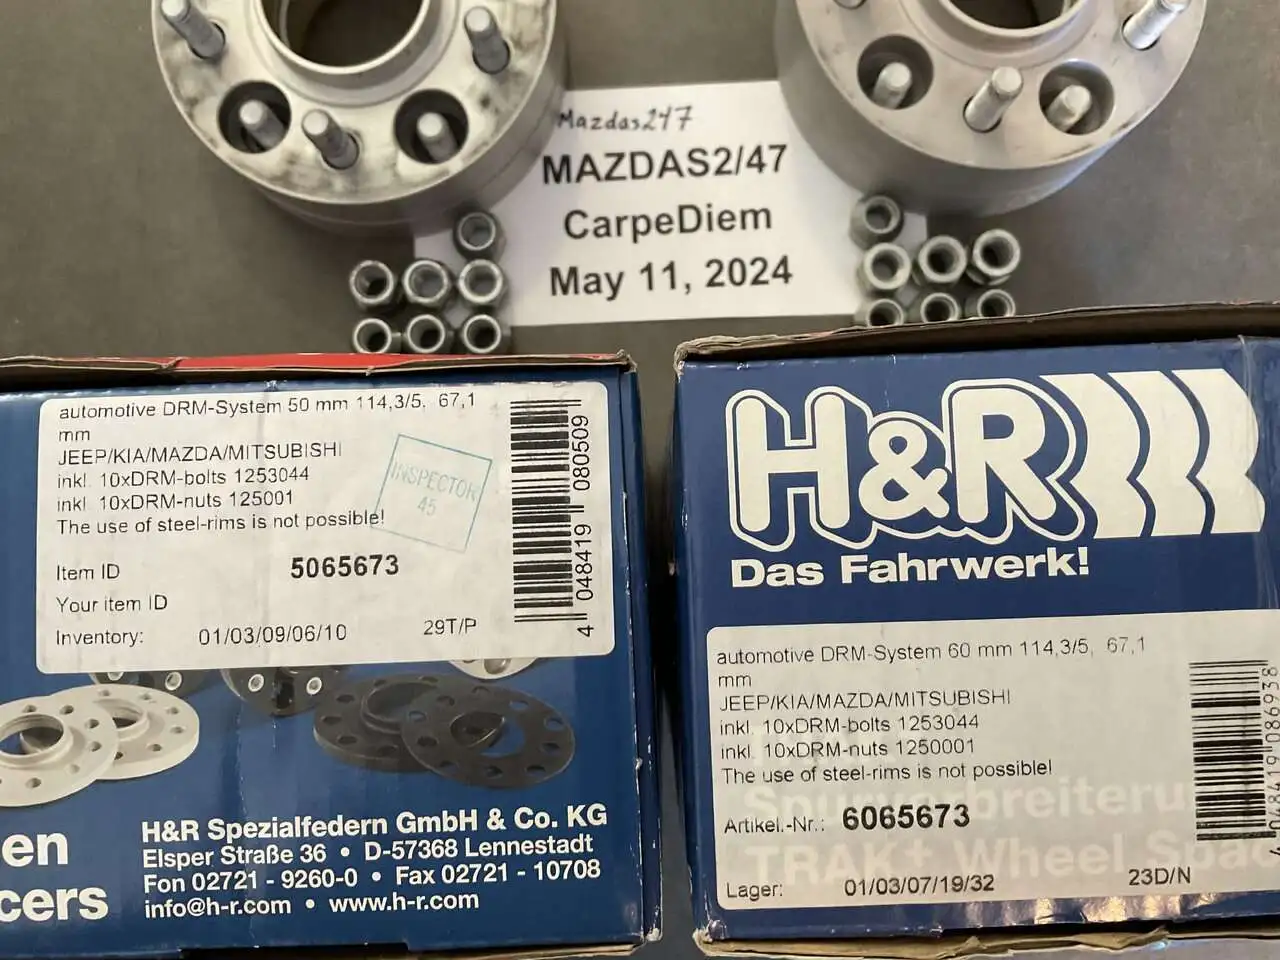 Mazdas247
MAZDAS2/47
CarpeDiem
May 11, 2024
automotive DRM-System 50 mm 114,3/5, 67,1
mm
JEEP/KIA/MAZDA/MITSUBISHI
inkl. 10xDRM-bolts 1253044
inkl. 10xDRM-nuts 125001
The use of steel-rims is not possible!
INSPECTOR
45
Item ID 5065673
Your item ID
Inventory: 01/03/09/06/10 29T/P
4 048419 080509
en
cers
H&R Spezialfedern GmbH & Co. KG
Elsper Straße 36 • D-57368 Lennestadt
Fon 02721 - 9260-0 • Fax 02721 - 10708
info@h-r.com • www.h-r.com
H&R
Das Fahrwerk!
automotive DRM-System 60 mm 114,3/5, 67,1
mm
JEEP/KIA/MAZDA/MITSUBISHI
inkl. 10xDRM-bolts 1253044
inkl. 10xDRM-nuts 1250001
The use of steel-rims is not possible!
Spurverbreiteru
Artikel.-Nr.: 6065673
TRAK+ Wheel Spac
Lager: 01/03/07/19/32 23D/N
4 048419 086938